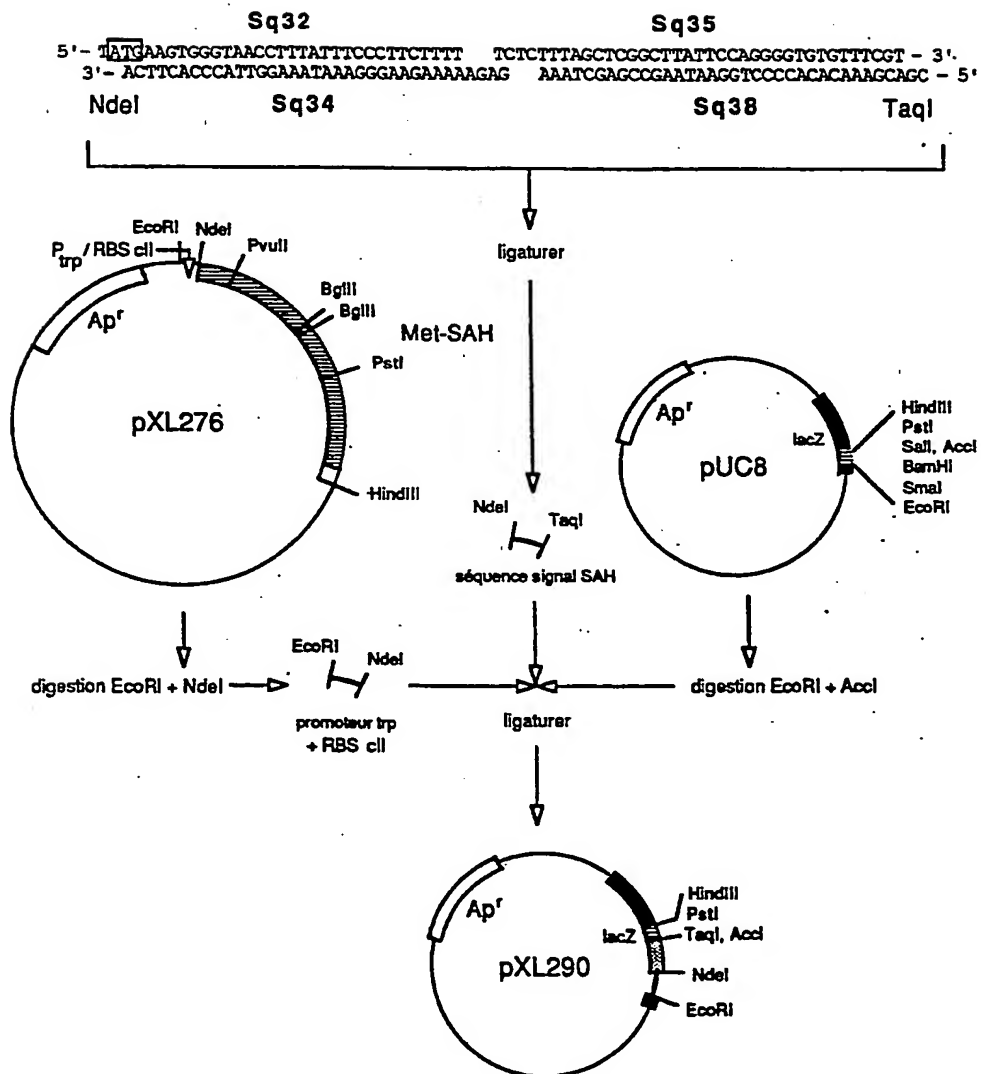 Sq32 Sq35
5'- TATGAAGTGGGTAACCTTTATTTCCCTTCTTTT TCTCTTTAGCTCGGCTTATTCCAGGGGTGTGTTTCGT - 3'
3'- ACTTCACCCATTGGAAATAAAGGGAAGAAAAAGAG AAATCGAGCCGAATAAGGTCCCCACACAAAGCAGC - 5'
NdeI Sq34 Sq38 TaqI
ligaturer
EcoRI
NdeI
Ptrp/RBS cII
PvuII
BglII
BglII
Met-SAH
PstI
Apr
pXL276
HindIII
Apr
lacZ
pUC8
HindIII
PstI
SalI, AccI
BamHI
SmaI
EcoRI
NdeI
TaqI
séquence signal SAH
digestion EcoRI + NdeI
EcoRI
NdeI
promoteur trp
+ RBS cII
digestion EcoRI + AccI
ligaturer
Apr
lacZ
pXL290
HindIII
PstI
TaqI, AccI
NdeI
EcoRI